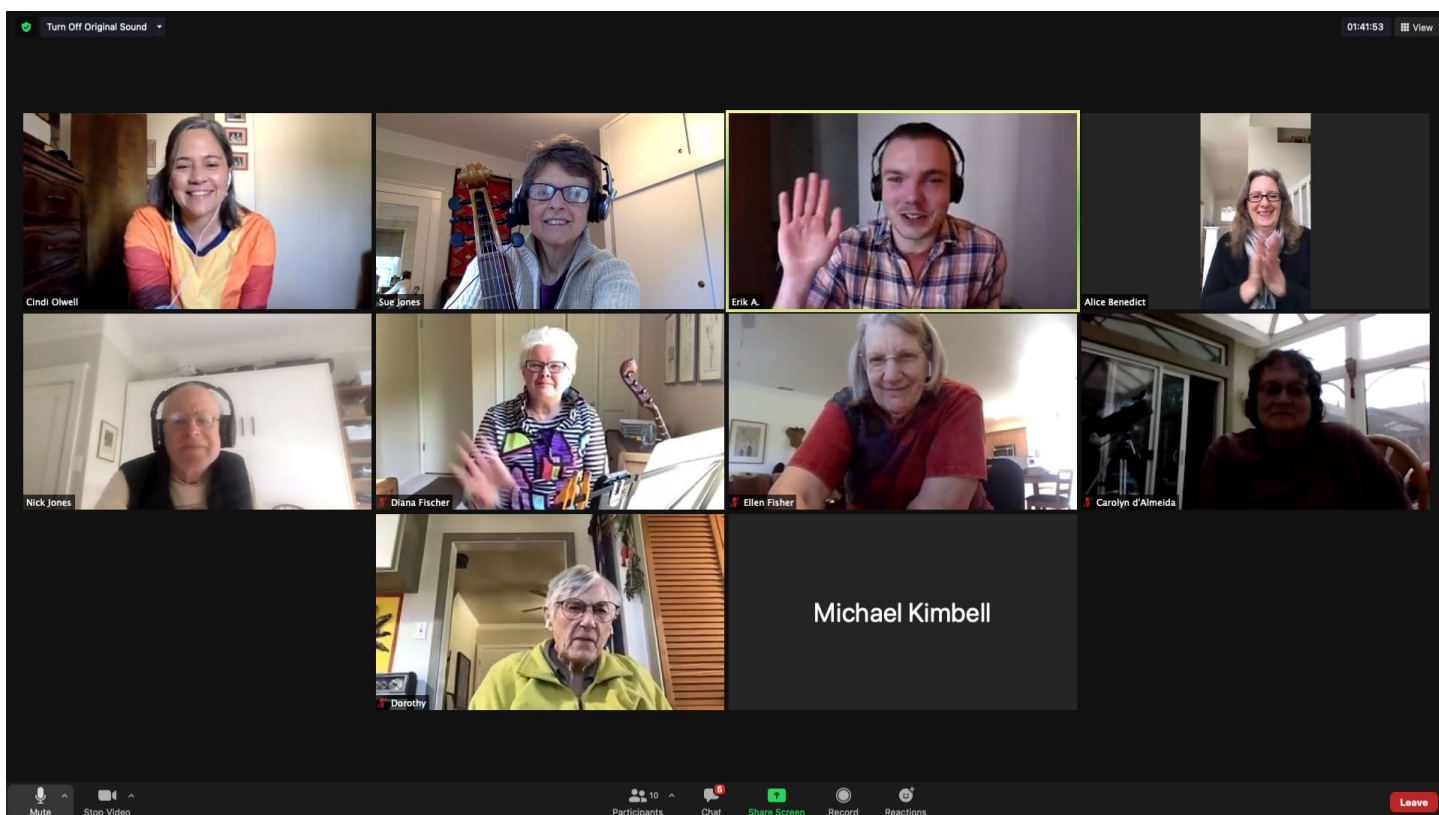 Turn Off Original Sound
01:41:53
View
Cindi Olwell
Sue Jones
Erik A.
Alice Benedict
Nick Jones
Diana Fischer
Ellen Fisher
Carolyn d'Almeida
Dorothy
Michael Kimbell
Mute
Stop Video
Participants
10
Chat
5
Share Screen
Record
Reactions
Leave